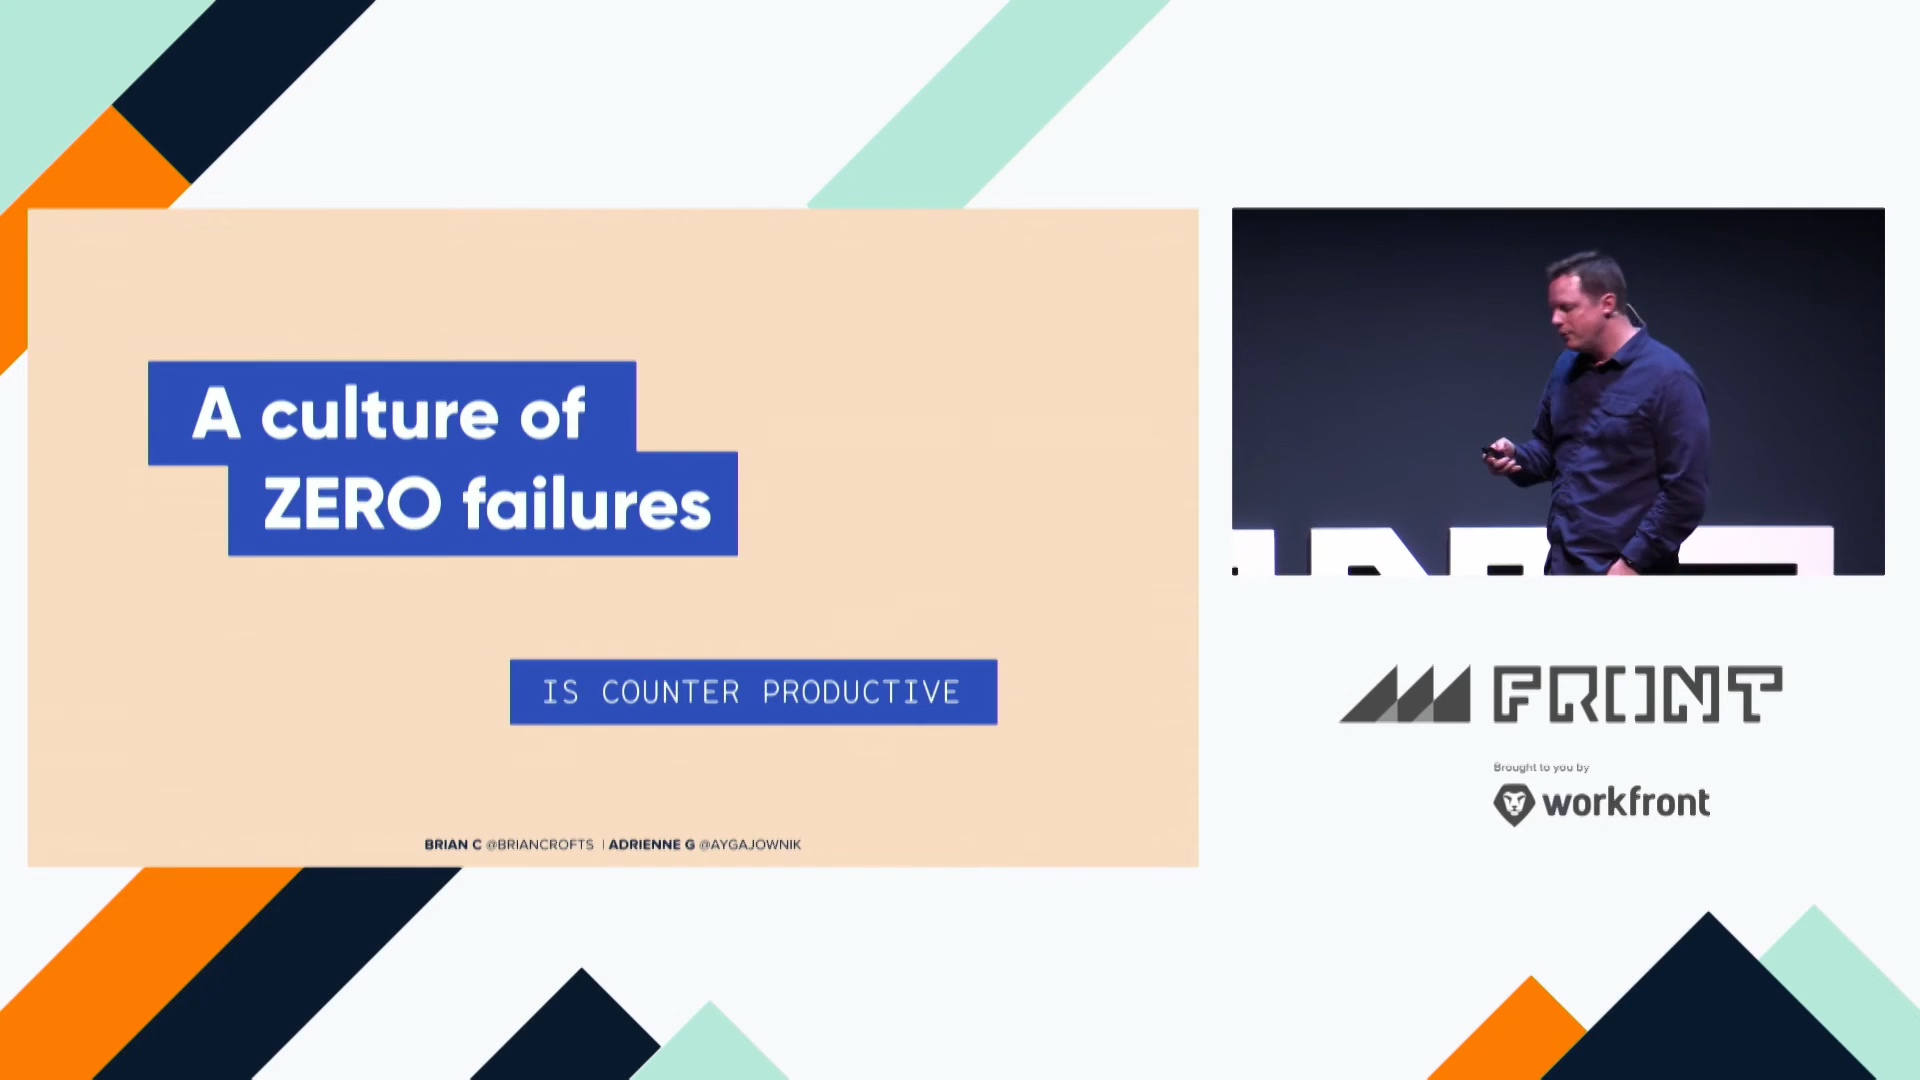 A culture of
ZERO failures
IS COUNTER PRODUCTIVE
BRIAN C @BRIANCROFTS | ADRIENNE G @AYGAJOWNIK
FRONT
Brought to you by
workfront